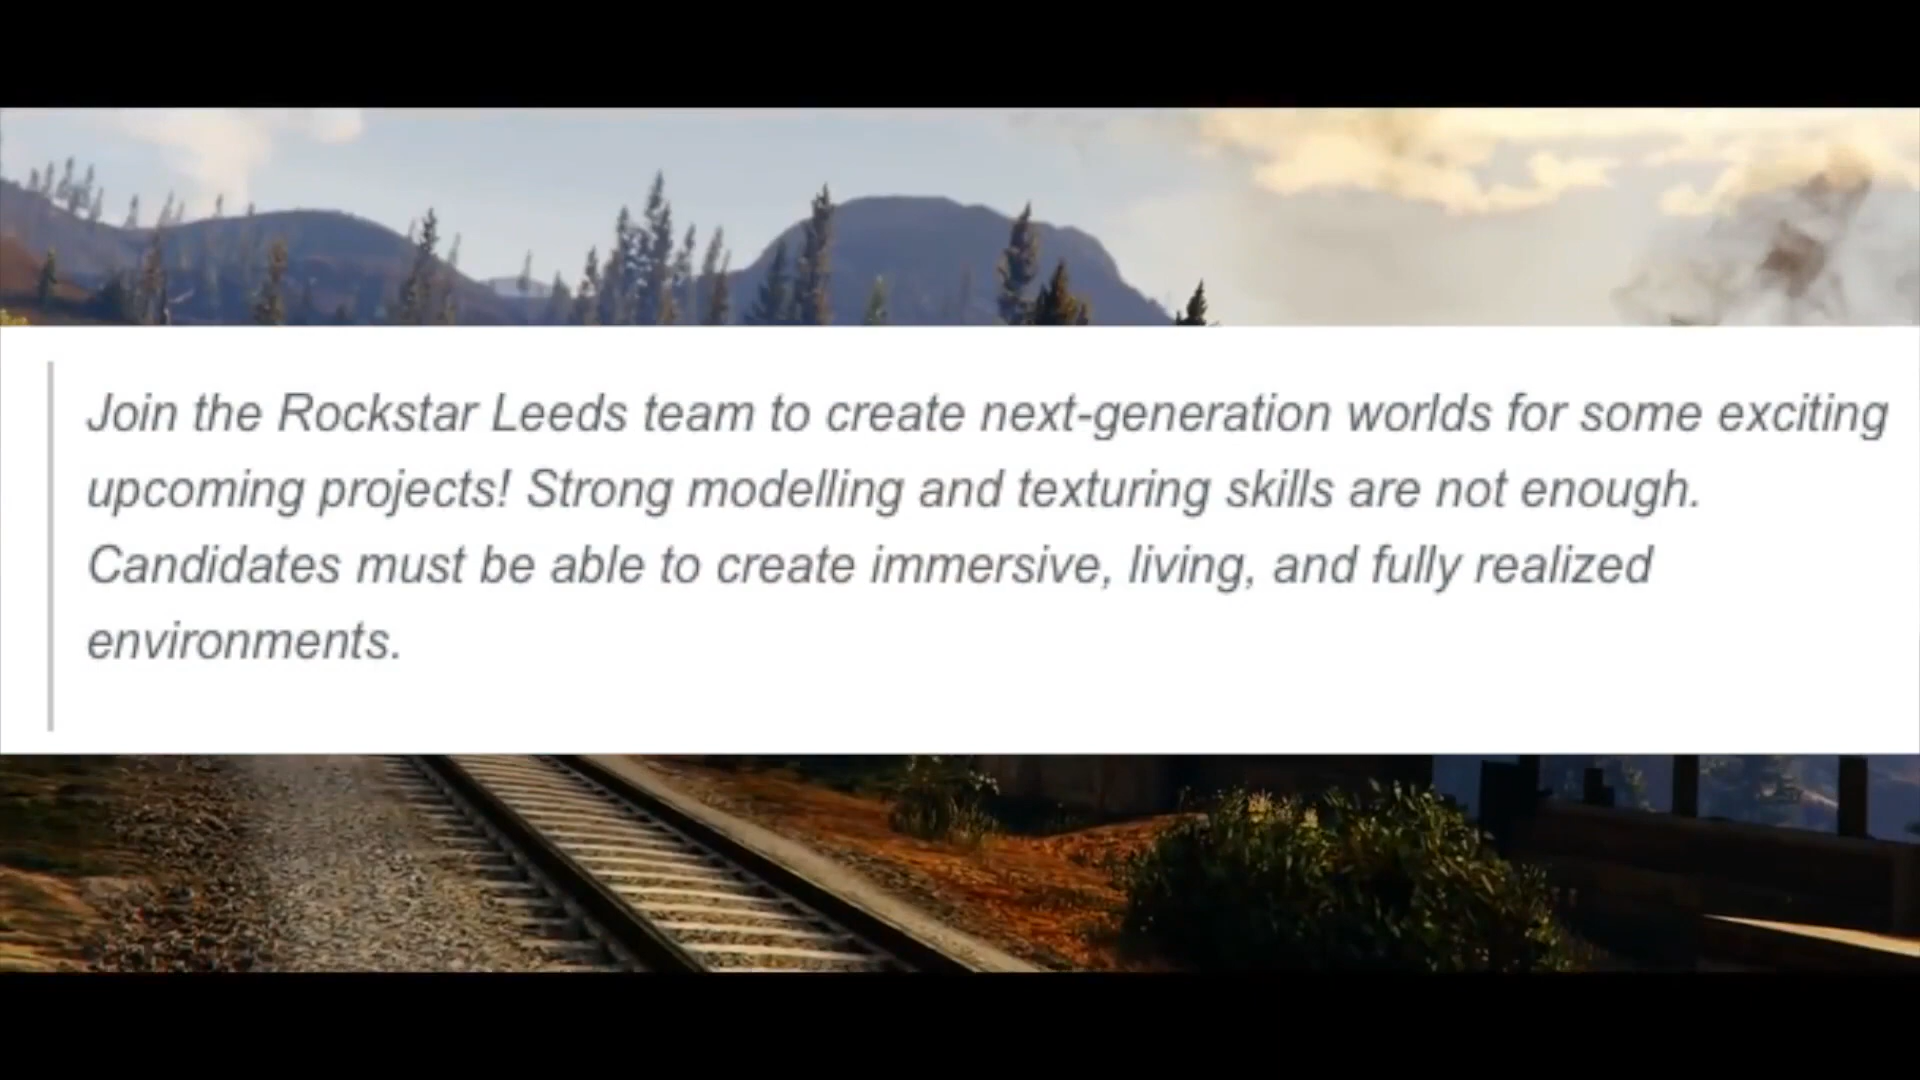 Join the Rockstar Leeds team to create next-generation worlds for some exciting
upcoming projects! Strong modelling and texturing skills are not enough.
Candidates must be able to create immersive, living, and fully realized
environments.